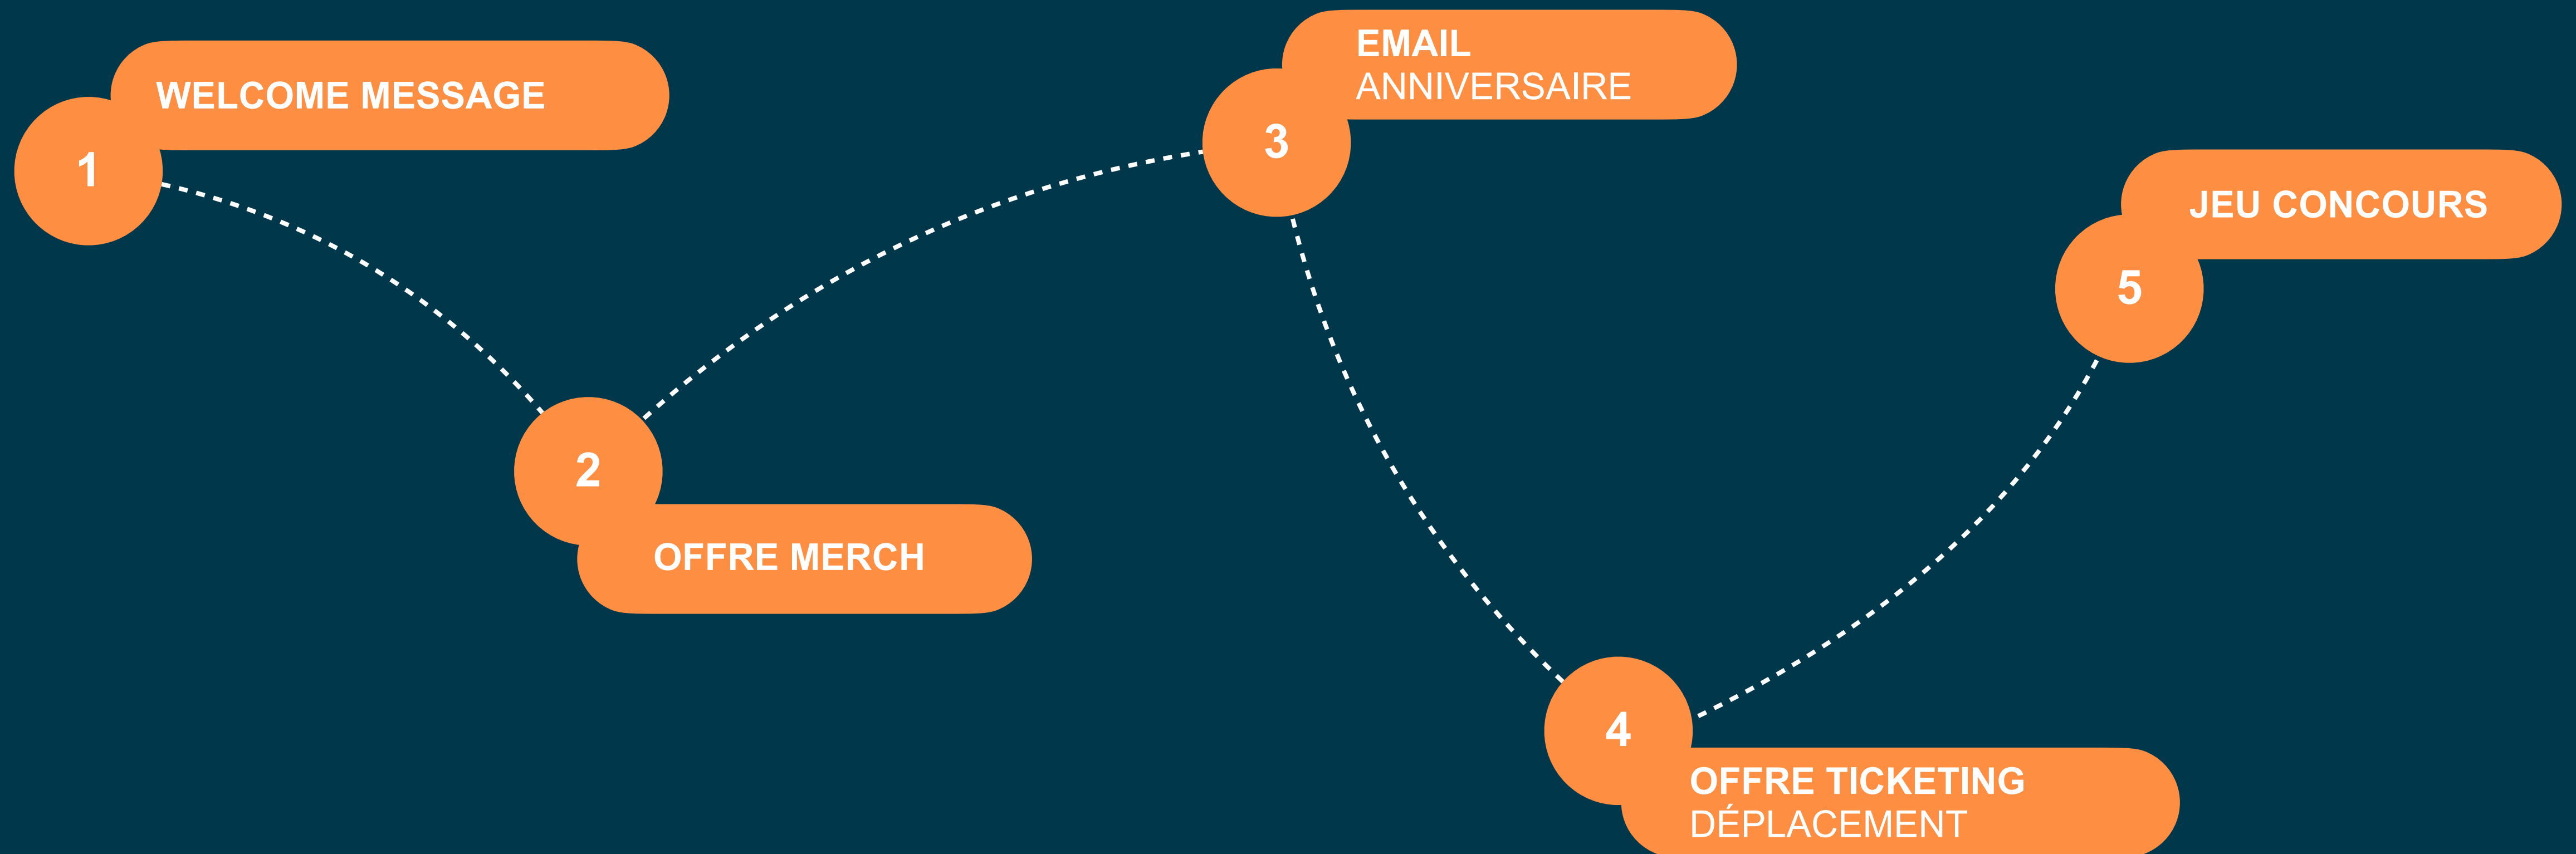 1
WELCOME MESSAGE
2
OFFRE MERCH
3
EMAIL
ANNIVERSAIRE
4
OFFRE TICKETING
DÉPLACEMENT
5
JEU CONCOURS